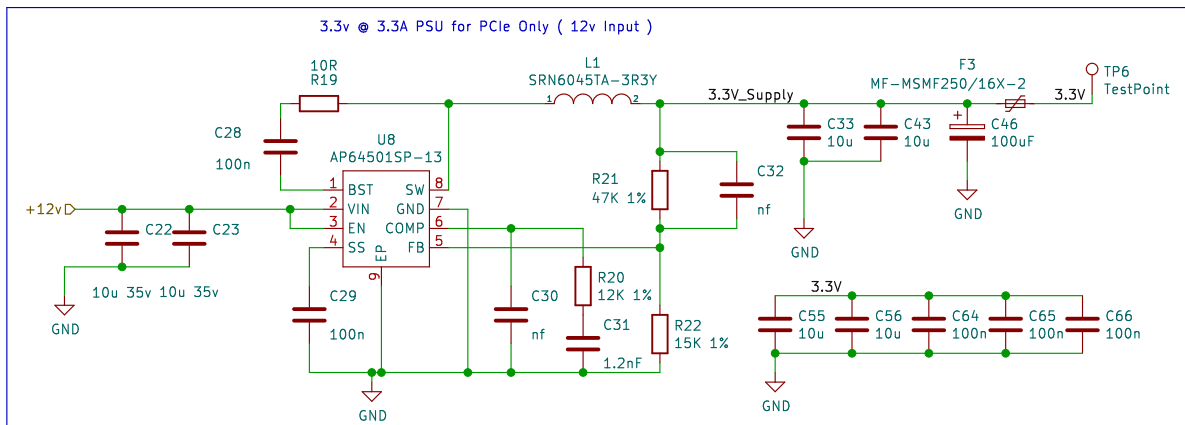 3.3v @ 3.3A PSU for PCIe Only ( 12v Input )
10R
R19
L1
SRN6045TA-3R3Y
1
2
3.3V_Supply
F3
MF-MSMF250/16X-2
3.3V
TP6
TestPoint
C28
100n
U8
AP64501SP-13
1
BST
SW
8
2
VIN
GND
7
3
EN
COMP
6
4
SS
FB
5
EP
9
+12v
C22
C23
10u 35v
10u 35v
GND
C29
100n
C30
nf
R20
12K 1%
C31
1.2nF
R21
47K 1%
C32
nf
R22
15K 1%
GND
C33
10u
C43
10u
+
C46
100uF
GND
GND
3.3V
C55
10u
C56
10u
C64
100n
C65
100n
C66
100n
GND